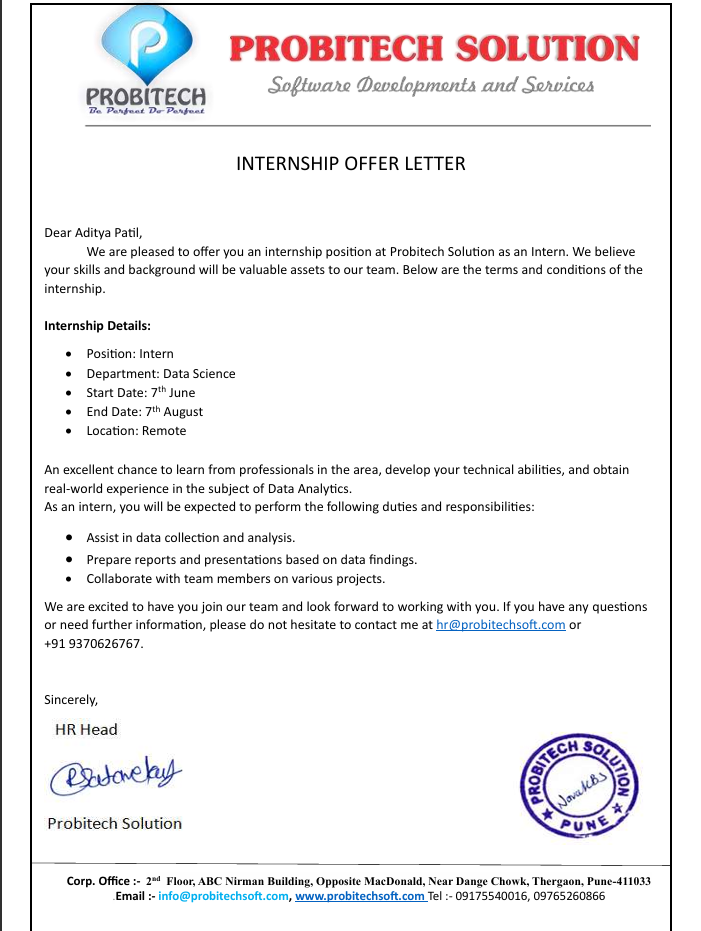 PROBITECH
Be Perfect Do Perfect
PROBITECH SOLUTION
Software Developments and Services
INTERNSHIP OFFER LETTER
Dear Aditya Patil,
We are pleased to offer you an internship position at Probitech Solution as an Intern. We believe
your skills and background will be valuable assets to our team. Below are the terms and conditions of the
internship.
Internship Details:
• Position: Intern
• Department: Data Science
• Start Date: 7th June
• End Date: 7th August
• Location: Remote
An excellent chance to learn from professionals in the area, develop your technical abilities, and obtain
real-world experience in the subject of Data Analytics.
As an intern, you will be expected to perform the following duties and responsibilities:
• Assist in data collection and analysis.
• Prepare reports and presentations based on data findings.
• Collaborate with team members on various projects.
We are excited to have you join our team and look forward to working with you. If you have any questions
or need further information, please do not hesitate to contact me at hr@probitechsoft.com or
+91 9370626767.
Sincerely,
HR Head
Probitech Solution
PROBITECH SOLUTION
★ PUNE ★
Corp. Office :- 2nd Floor, ABC Nirman Building, Opposite MacDonald, Near Dange Chowk, Thergaon, Pune-411033
Email :- info@probitechsoft.com, www.probitechsoft.com Tel :- 09175540016, 09765260866